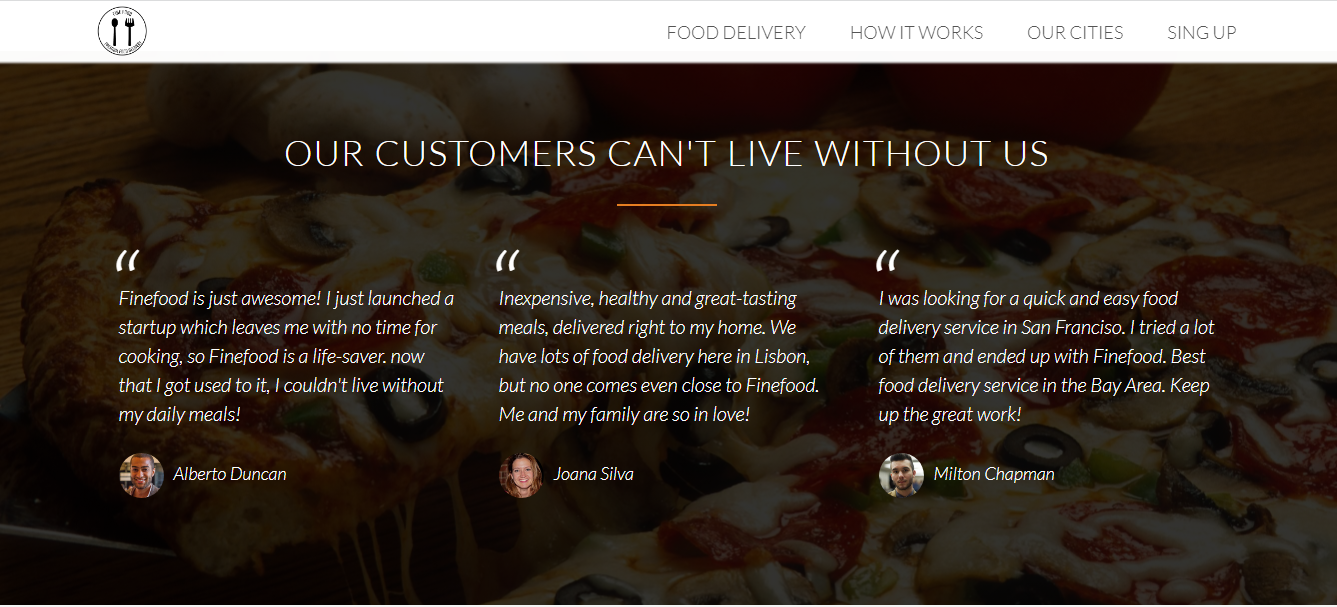 FINE FOOD
FOOD DELIVERY
HOW IT WORKS
OUR CITIES
SING UP
OUR CUSTOMERS CAN'T LIVE WITHOUT US
“
Finefood is just awesome! I just launched a
startup which leaves me with no time for
cooking, so Finefood is a life-saver. now
that I got used to it, I couldn't live without
my daily meals!
Alberto Duncan
“
Inexpensive, healthy and great-tasting
meals, delivered right to my home. We
have lots of food delivery here in Lisbon,
but no one comes even close to Finefood.
Me and my family are so in love!
Joana Silva
“
I was looking for a quick and easy food
delivery service in San Franciso. I tried a lot
of them and ended up with Finefood. Best
food delivery service in the Bay Area. Keep
up the great work!
Milton Chapman